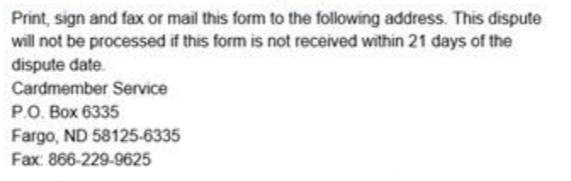 Print, sign and fax or mail this form to the following address. This dispute
will not be processed if this form is not received within 21 days of the
dispute date.
Cardmember Service
P.O. Box 6335
Fargo, ND 58125-6335
Fax: 866-229-9625